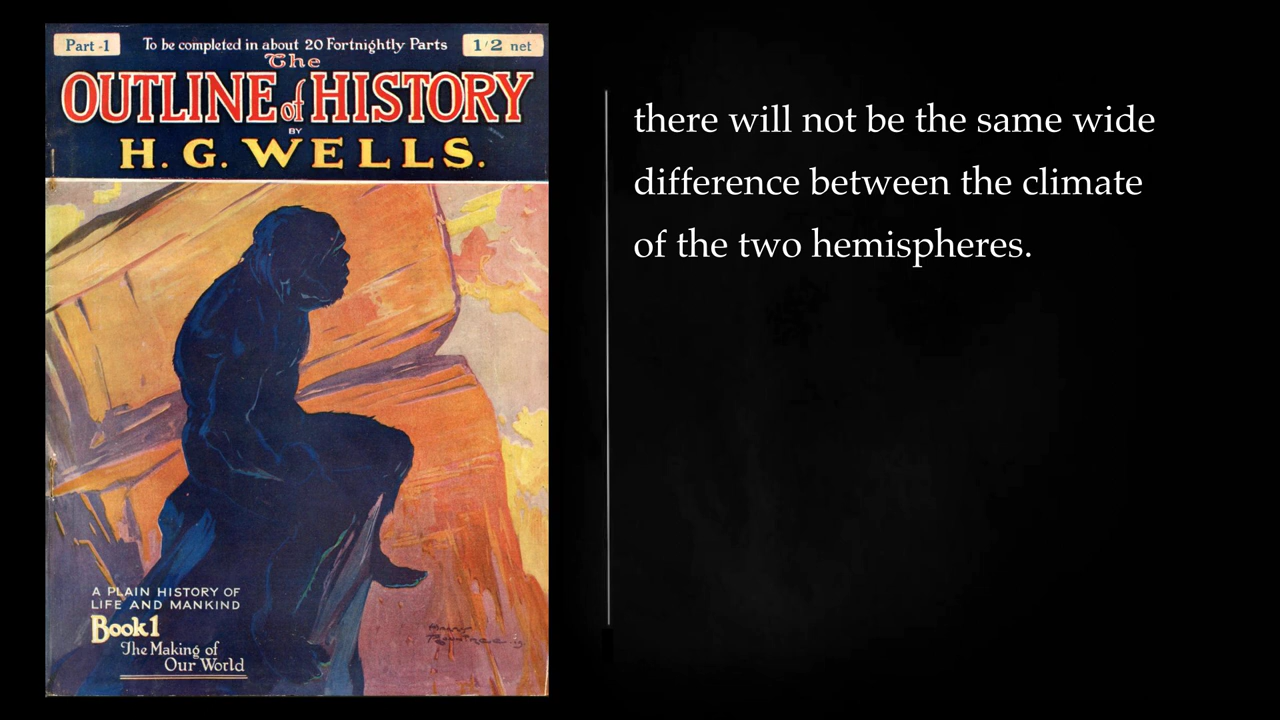 Part-1
To be completed in about 20 Fortnightly Parts
1/2 net
The
OUTLINE of HISTORY
BY
H. G. WELLS.
A PLAIN HISTORY OF
LIFE AND MANKIND
Book 1
The Making of
Our World
there will not be the same wide
difference between the climate
of the two hemispheres.